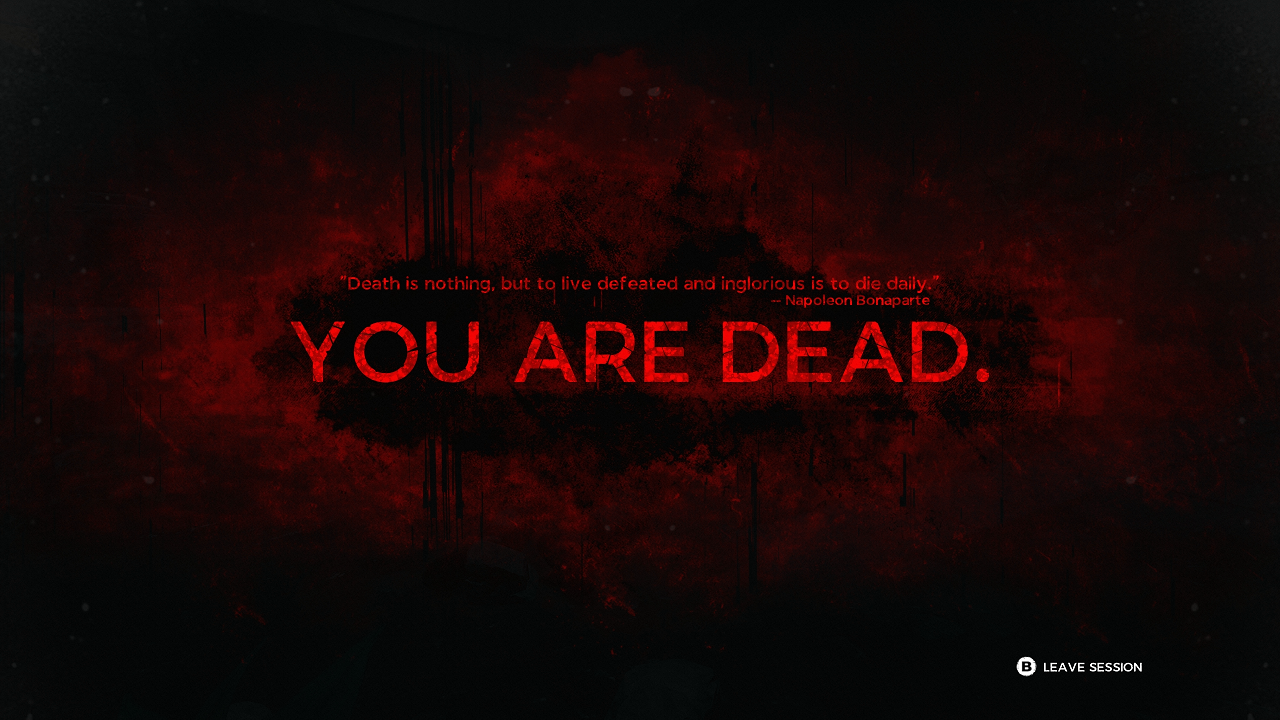 "Death is nothing, but to live defeated and inglorious is to die daily."
— Napoleon Bonaparte
YOU ARE DEAD.
B LEAVE SESSION